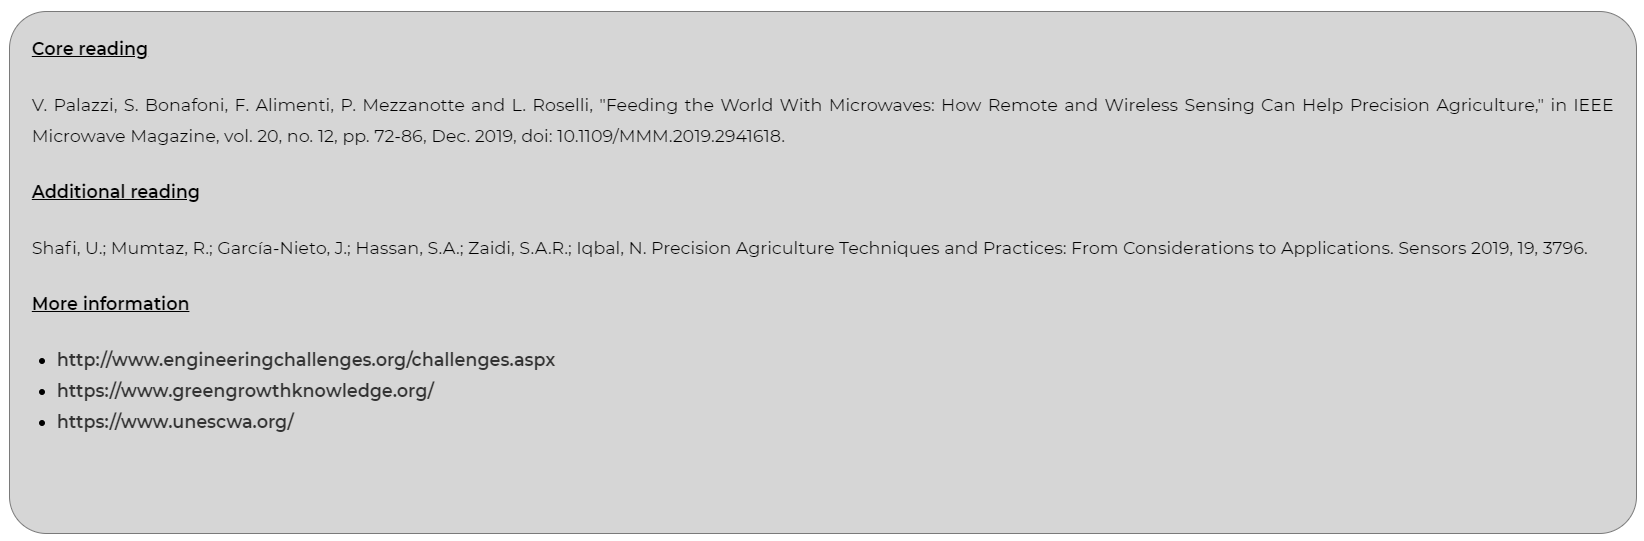 Core reading
V. Palazzi, S. Bonafoni, F. Alimenti, P. Mezzanotte and L. Roselli, "Feeding the World With Microwaves: How Remote and Wireless Sensing Can Help Precision Agriculture," in IEEE
Microwave Magazine, vol. 20, no. 12, pp. 72-86, Dec. 2019, doi: 10.1109/MMM.2019.2941618.
Additional reading
Shafi, U.; Mumtaz, R.; García-Nieto, J.; Hassan, S.A.; Zaidi, S.A.R.; Iqbal, N. Precision Agriculture Techniques and Practices: From Considerations to Applications. Sensors 2019, 19, 3796.
More information
• http://www.engineeringchallenges.org/challenges.aspx
• https://www.greengrowthknowledge.org/
• https://www.unescwa.org/